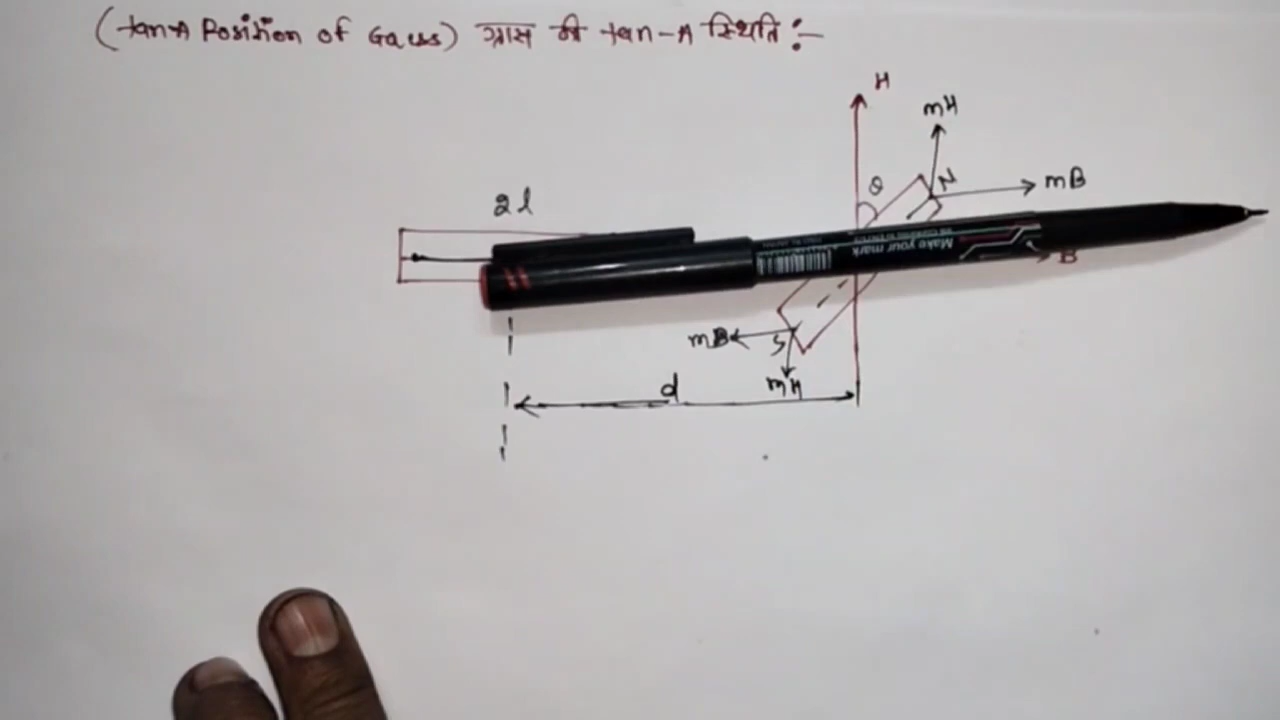 (tan-A Position of Gauss) गास की tan-A स्थिति :-
H
mH
θ
N
mB
2l
Make your mark
B
mB
S
mH
d